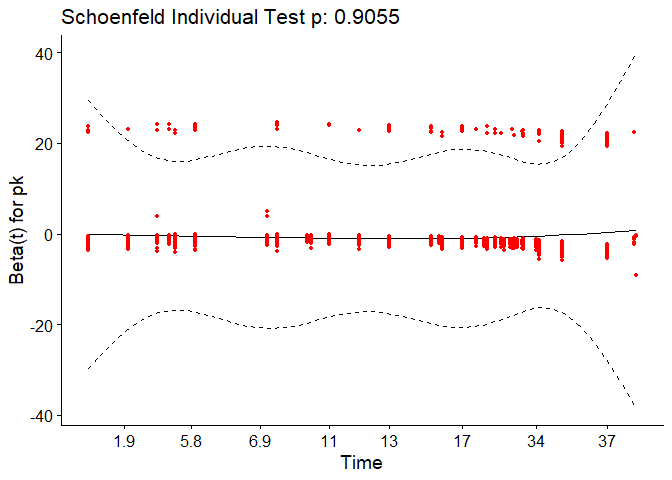 Schoenfeld Individual Test p: 0.9055
40
20
0
-20
-40
Beta(t) for pk
1.9 5.8 6.9 11 13 17 34 37
Time